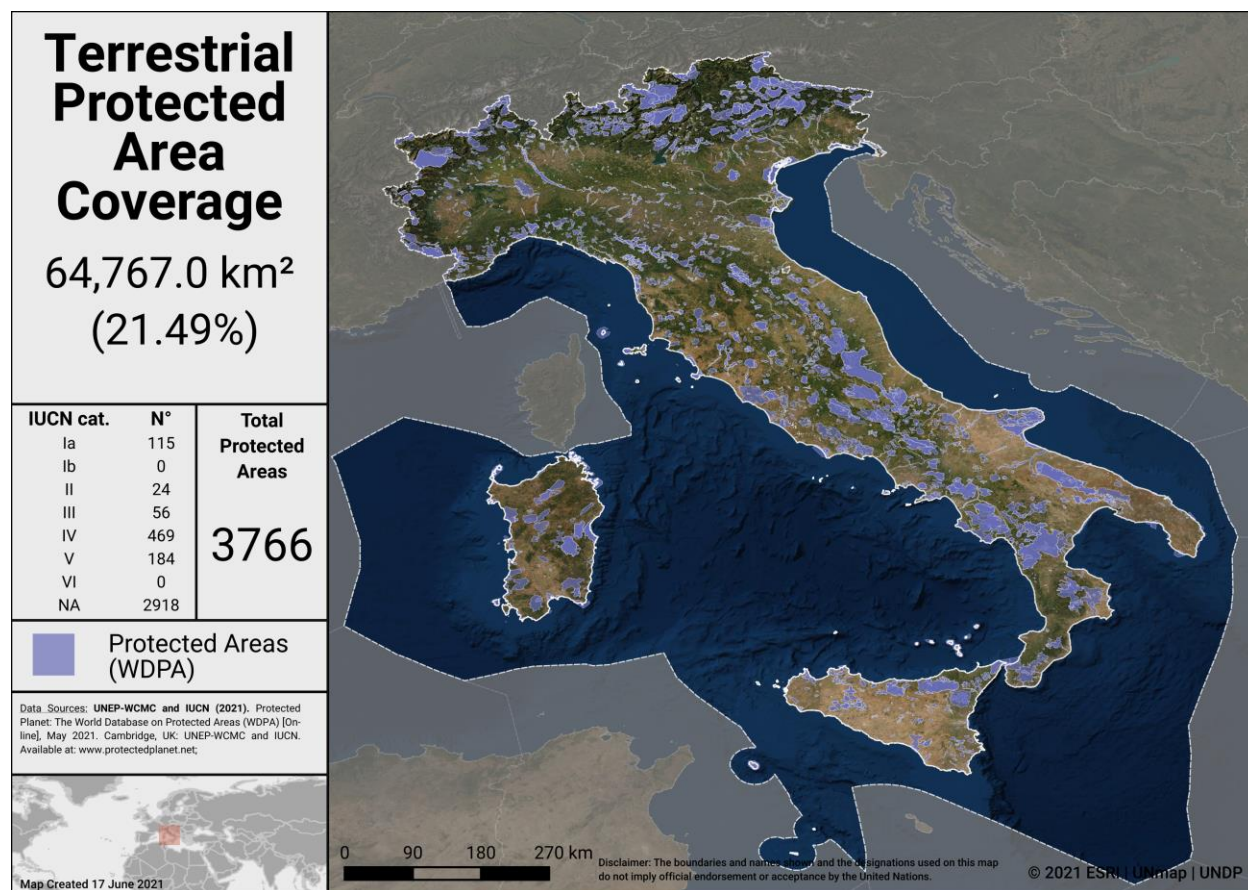 Terrestrial
Protected
Area
Coverage
64,767.0 km²
(21.49%)
IUCN cat. N°
Ia 115
Ib 0
II 24
III 56
IV 469
V 184
VI 0
NA 2918
Total
Protected
Areas
3766
Protected Areas
(WDPA)
Data Sources: UNEP-WCMC and IUCN (2021). Protected
Planet: The World Database on Protected Areas (WDPA) [On-
line], May 2021. Cambridge, UK: UNEP-WCMC and IUCN.
Available at: www.protectedplanet.net;
Map Created 17 June 2021
0 90 180 270 km
Disclaimer: The boundaries and names shown and the designations used on this map
do not imply official endorsement or acceptance by the United Nations.
© 2021 ESRI | UNmap | UNDP